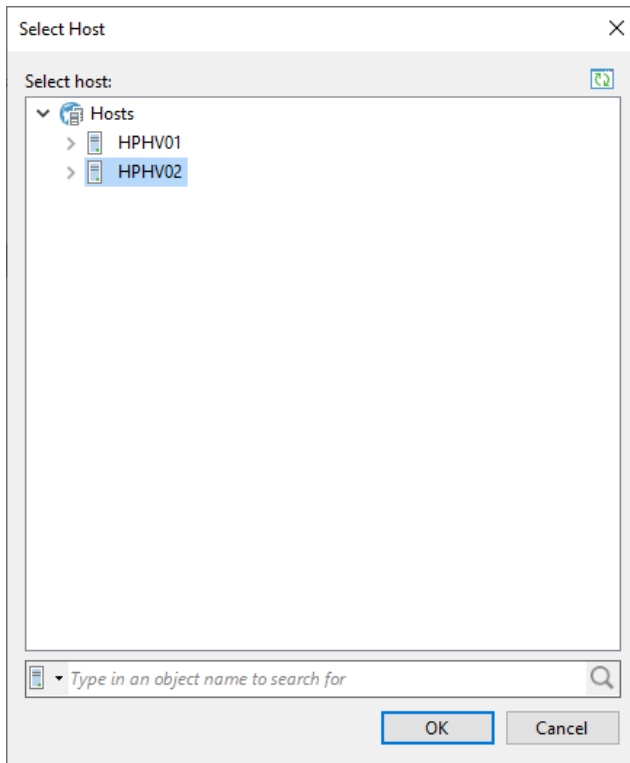 Select Host
Select host:
Hosts
HPHV01
HPHV02
Type in an object name to search for
OK
Cancel